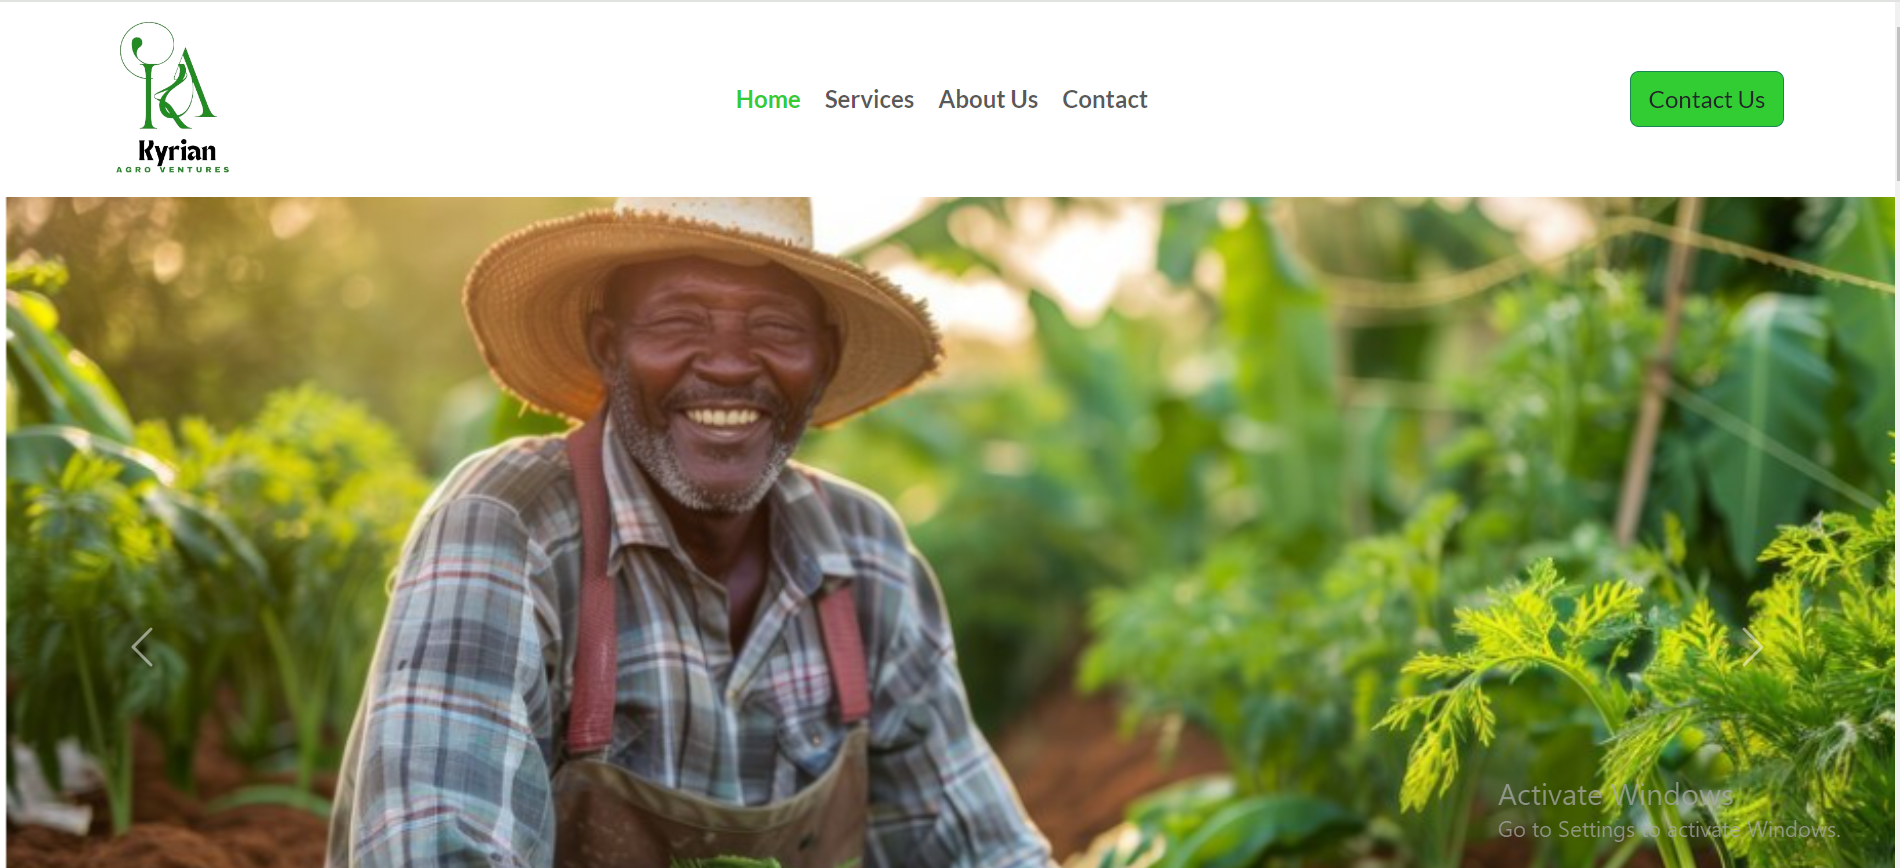 KA
Kyrian
AGRO VENTURES
Home Services About Us Contact
Contact Us
Activate Windows
Go to Settings to activate Windows.